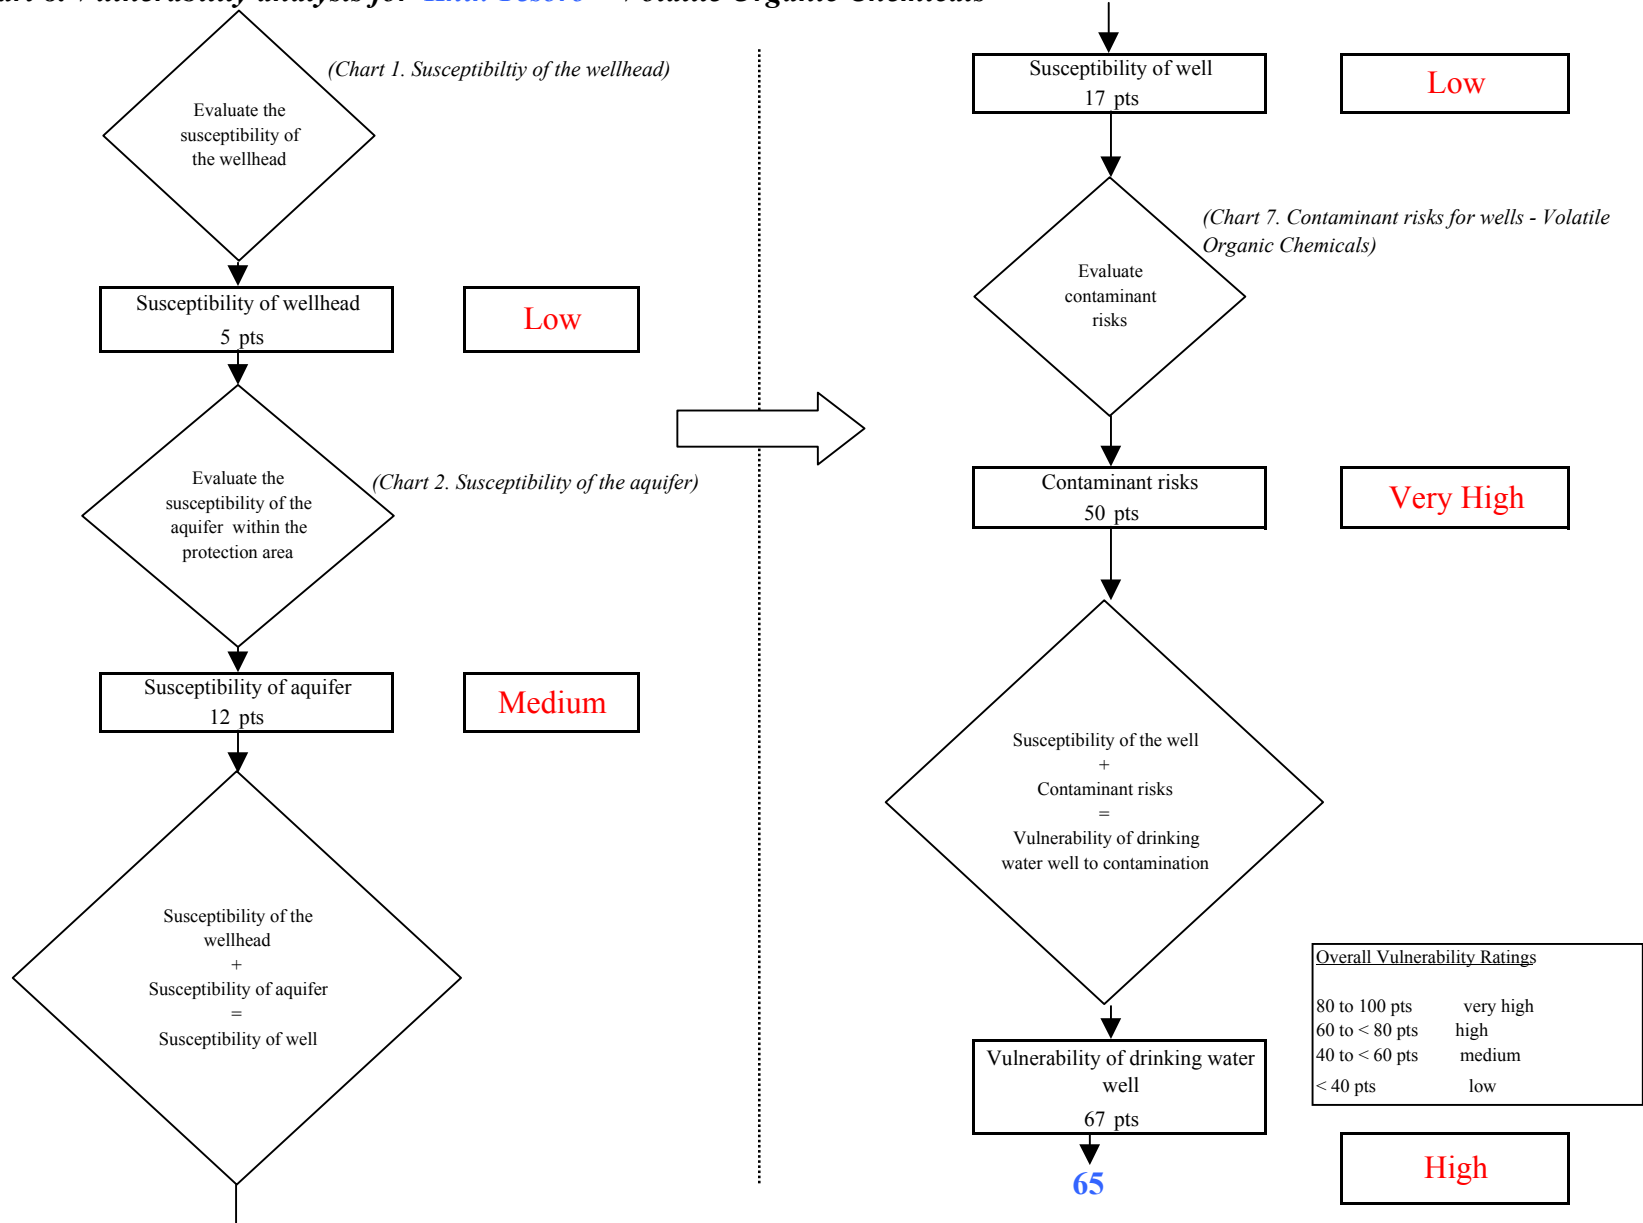 Vulnerability analysis for
Volatile Organic Chemicals
(Chart 1. Susceptibiltiy of the wellhead)
Evaluate the
susceptibility of
the wellhead
Susceptibility of wellhead
5 pts
Low
Evaluate the
susceptibility of the
aquifer within the
protection area
(Chart 2. Susceptibility of the aquifer)
Susceptibility of aquifer
12 pts
Medium
Susceptibility of the
wellhead
+
Susceptibility of aquifer
=
Susceptibility of well
Susceptibility of well
17 pts
Low
(Chart 7. Contaminant risks for wells - Volatile
Organic Chemicals)
Evaluate
contaminant
risks
Contaminant risks
50 pts
Very High
Susceptibility of the well
+
Contaminant risks
=
Vulnerability of drinking
water well to contamination
Overall Vulnerability Ratings
80 to 100 pts very high
60 to < 80 pts high
40 to < 60 pts medium
< 40 pts low
Vulnerability of drinking water
well
67 pts
65
High